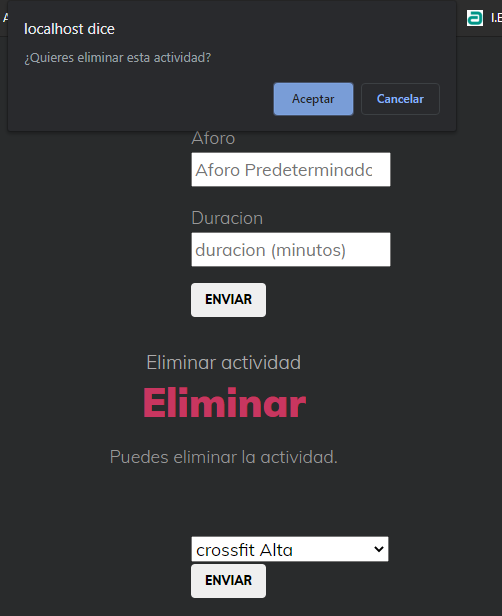 A
I.E
localhost dice
¿Quieres eliminar esta actividad?
Aceptar
Cancelar
Aforo
Aforo Predeterminado
Duracion
duracion (minutos)
ENVIAR
Eliminar actividad
Eliminar
Puedes eliminar la actividad.
crossfit Alta
ENVIAR